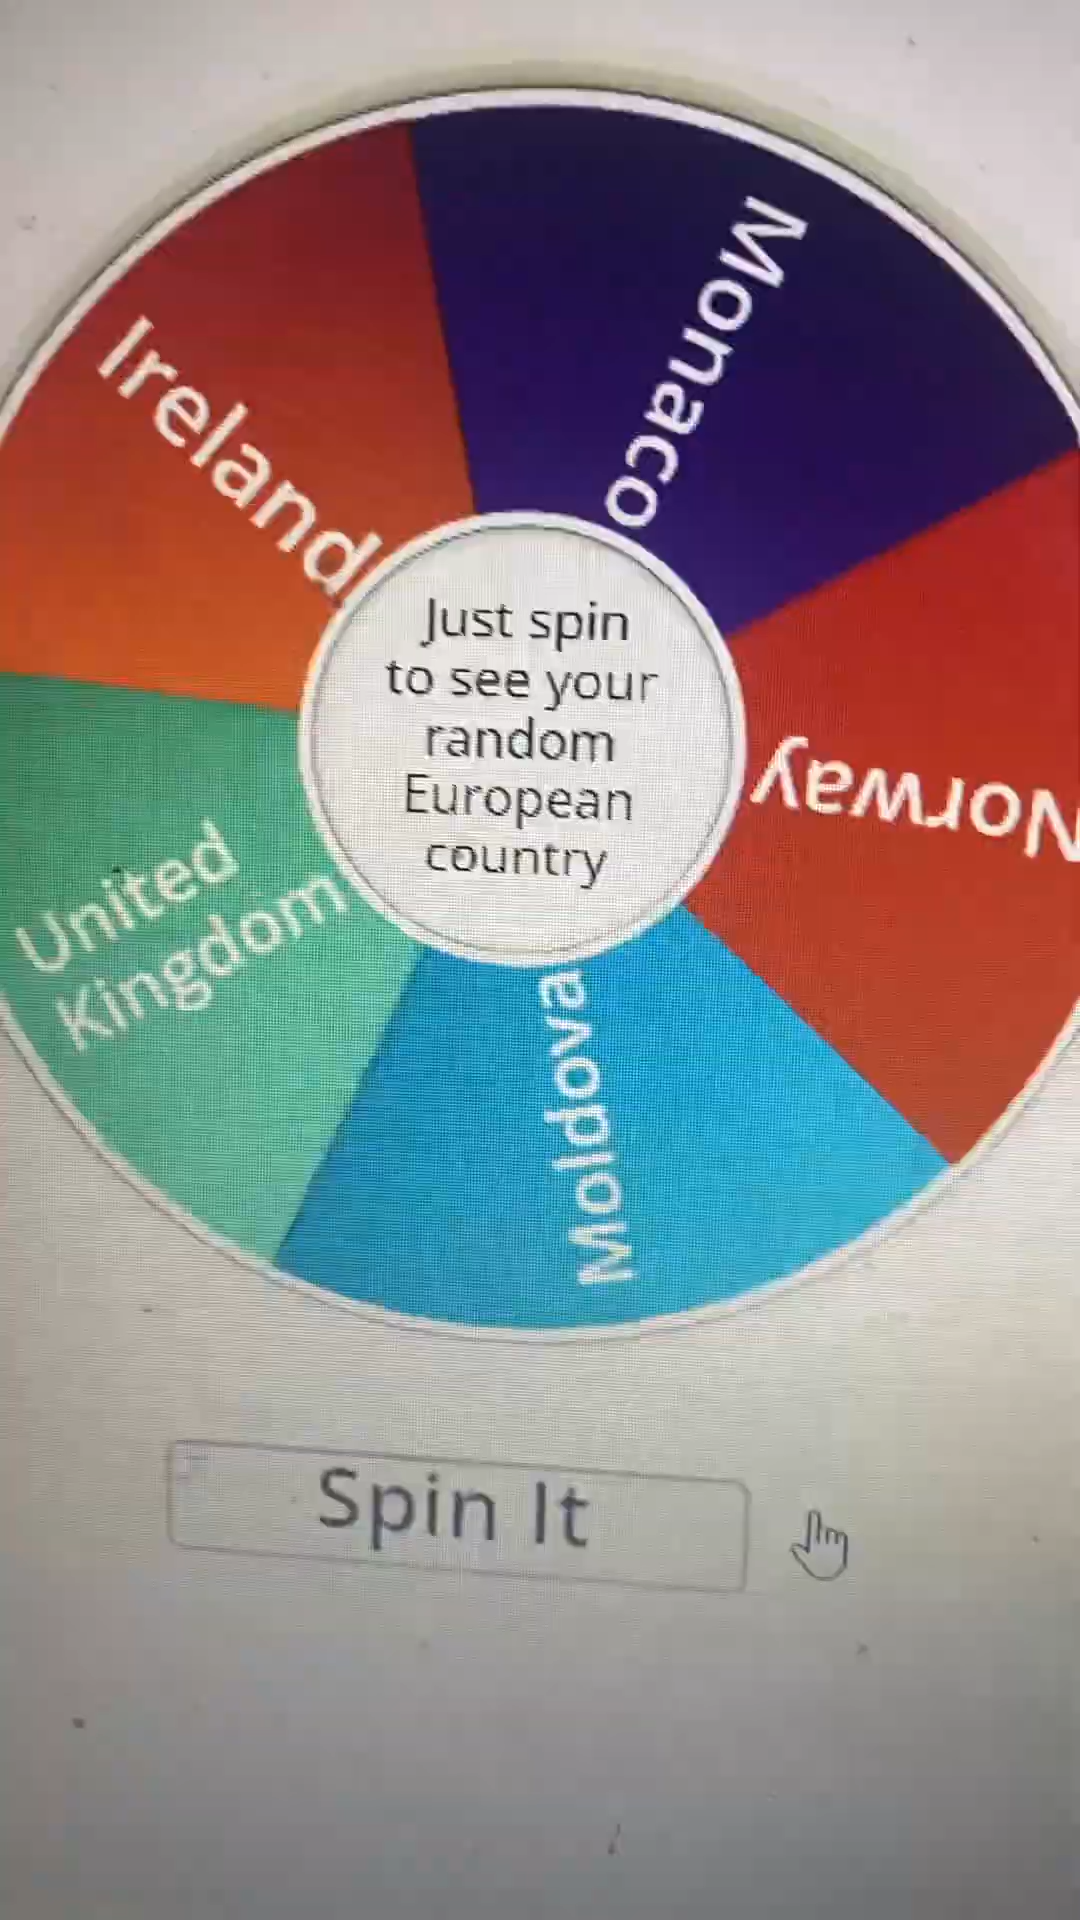 Monaco
Ireland
Just spin
to see your
random
European
country
Norway
United
Kingdom
Moldova
Spin It